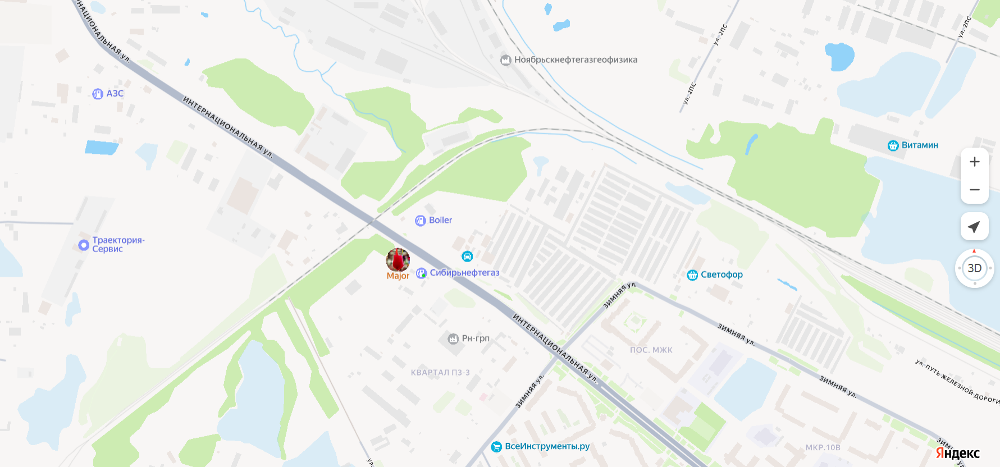 НАЦИОНАЛЬНАЯ ул.
ул. 2ПС
ул. 2ПС
Ноябрьскнефтегазгеофизика
АЗС
ул. 2ПС
ИНТЕРНАЦИОНАЛЬНАЯ ул.
Витамин
Boiler
Траектория-
Сервис
3D
Major
Сибирьнефтегаз
Светофор
ЗИМНЯЯ ул.
ИНТЕРНАЦИОНАЛЬНАЯ ул.
ЗИМНЯЯ ул.
Рн-грп
ПОС. МЖК
КВАРТАЛ ПЗ-3
ул. ПУТЬ ЖЕЛЕЗНОЙ ДОРОГИ
ЗИМНЯЯ ул.
ЗИМНЯЯ ул.
ВсеИнструменты.ру
МКР.10В
ЗИМ
Яндекс
ул.